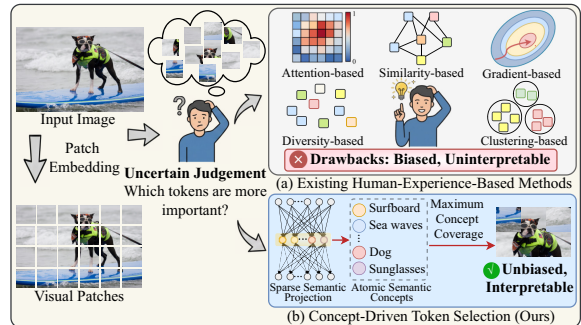 Input Image
Patch
Embedding
Visual Patches
?
Uncertain Judgement
Which tokens are more
important?
1
0
Attention-based
Similarity-based
Gradient-based
Diversity-based
Clustering-based
Drawbacks: Biased, Uninterpretable
(a) Existing Human-Experience-Based Methods
Surfboard
Sea waves
Dog
Sunglasses
Sparse Semantic
Projection
Atomic Semantic
Concepts
Maximum
Concept
Coverage
Unbiased,
Interpretable
(b) Concept-Driven Token Selection (Ours)